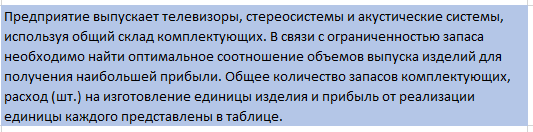 Предприятие выпускает телевизоры, стереосистемы и акустические системы,
используя общий склад комплектующих. В связи с ограниченностью запаса
необходимо найти оптимальное соотношение объемов выпуска изделий для
получения наибольшей прибыли. Общее количество запасов комплектующих,
расход (шт.) на изготовление единицы изделия и прибыль от реализации
единицы каждого представлены в таблице.